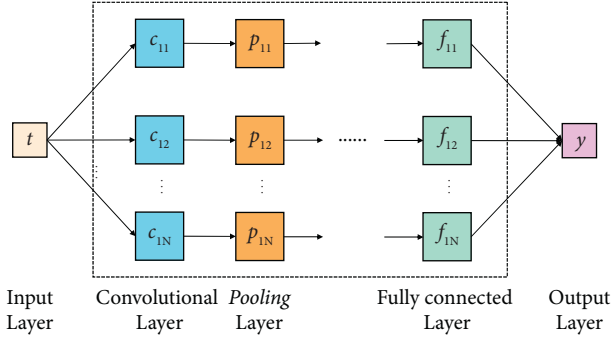 c11 p11 f11
t c12 p12 ...... f12 y
c1N p1N f1N
Input Layer
Convolutional Layer
Pooling Layer
Fully connected Layer
Output Layer